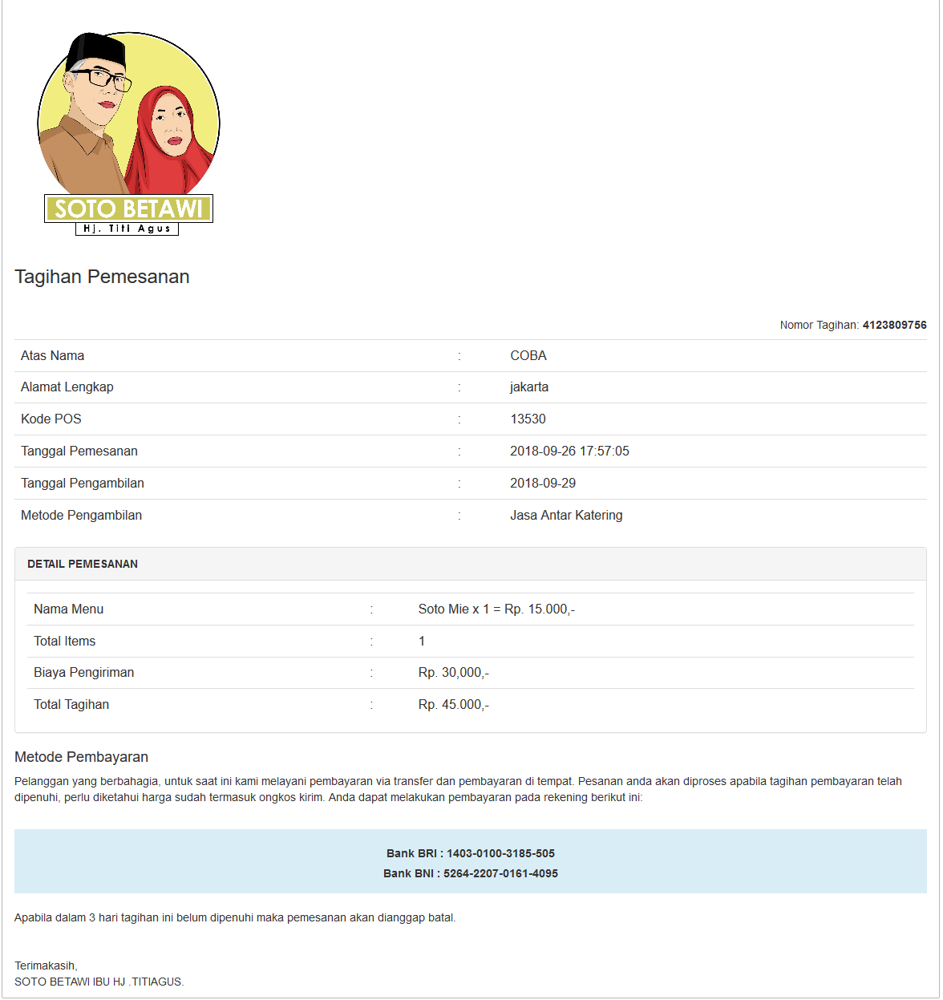 SOTO BETAWI
Hj. Titi Agus
Tagihan Pemesanan
Nomor Tagihan: 4123809756
Atas Nama : COBA
Alamat Lengkap : jakarta
Kode POS : 13530
Tanggal Pemesanan : 2018-09-26 17:57:05
Tanggal Pengambilan : 2018-09-29
Metode Pengambilan : Jasa Antar Katering
DETAIL PEMESANAN
Nama Menu : Soto Mie x 1 = Rp. 15.000,-
Total Items : 1
Biaya Pengiriman : Rp. 30,000,-
Total Tagihan : Rp. 45.000,-
Metode Pembayaran
Pelanggan yang berbahagia, untuk saat ini kami melayani pembayaran via transfer dan pembayaran di tempat. Pesanan anda akan diproses apabila tagihan pembayaran telah
dipenuhi, perlu diketahui harga sudah termasuk ongkos kirim. Anda dapat melakukan pembayaran pada rekening berikut ini:
Bank BRI : 1403-0100-3185-505
Bank BNI : 5264-2207-0161-4095
Apabila dalam 3 hari tagihan ini belum dipenuhi maka pemesanan akan dianggap batal.
Terimakasih,
SOTO BETAWI IBU HJ .TITIAGUS.